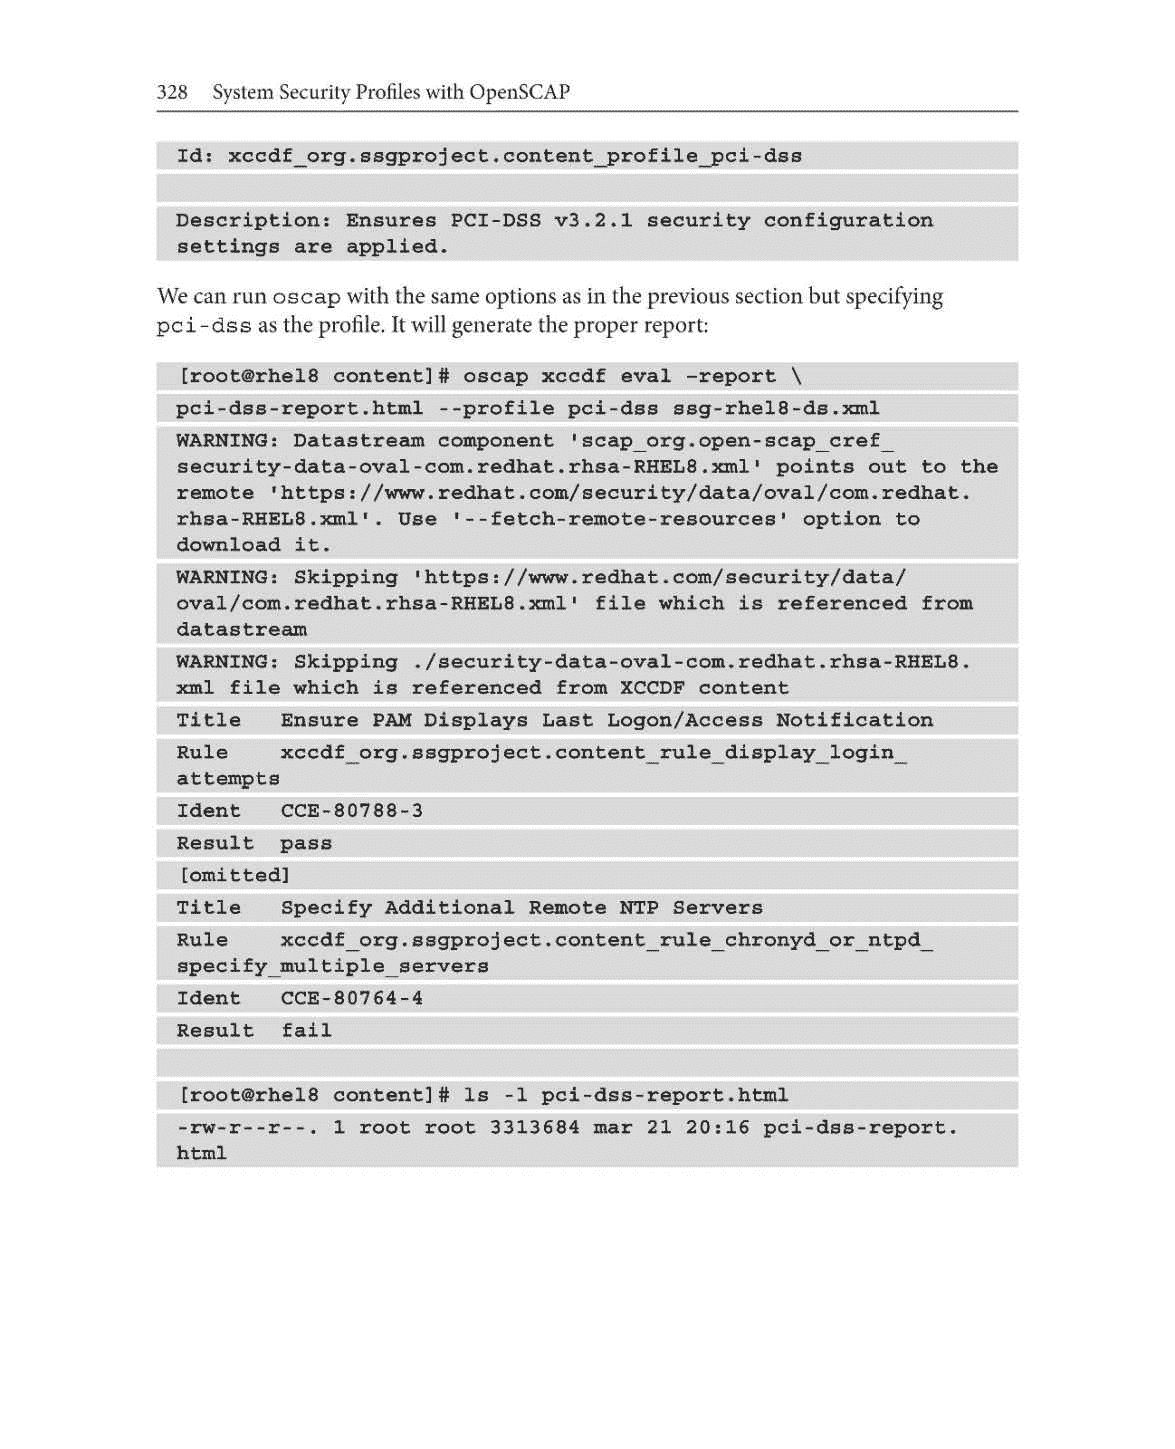 328 System Security Profiles with OpenSCAP
Id: xccdf_org.ssgproject.content_profile_pci-dss
Description: Ensures PCI-DSS v3.2.1 security configuration
settings are applied.
We can run oscap with the same options as in the previous section but specifying
pci-dss as the profile. It will generate the proper report:
[root@rhel8 content]# oscap xccdf eval –report \
pci-dss-report.html --profile pci-dss ssg-rhel8-ds.xml
WARNING: Datastream component 'scap_org.open-scap_cref_
security-data-oval-com.redhat.rhsa-RHEL8.xml' points out to the
remote 'https://www.redhat.com/security/data/oval/com.redhat.
rhsa-RHEL8.xml'. Use '--fetch-remote-resources' option to
download it.
WARNING: Skipping 'https://www.redhat.com/security/data/
oval/com.redhat.rhsa-RHEL8.xml' file which is referenced from
datastream
WARNING: Skipping ./security-data-oval-com.redhat.rhsa-RHEL8.
xml file which is referenced from XCCDF content
Title   Ensure PAM Displays Last Logon/Access Notification
Rule    xccdf_org.ssgproject.content_rule_display_login_
attempts
Ident   CCE-80788-3
Result  pass
[omitted]
Title   Specify Additional Remote NTP Servers
Rule    xccdf_org.ssgproject.content_rule_chronyd_or_ntpd_
specify_multiple_servers
Ident   CCE-80764-4
Result  fail
[root@rhel8 content]# ls -l pci-dss-report.html
-rw-r--r--. 1 root root 3313684 mar 21 20:16 pci-dss-report.
html